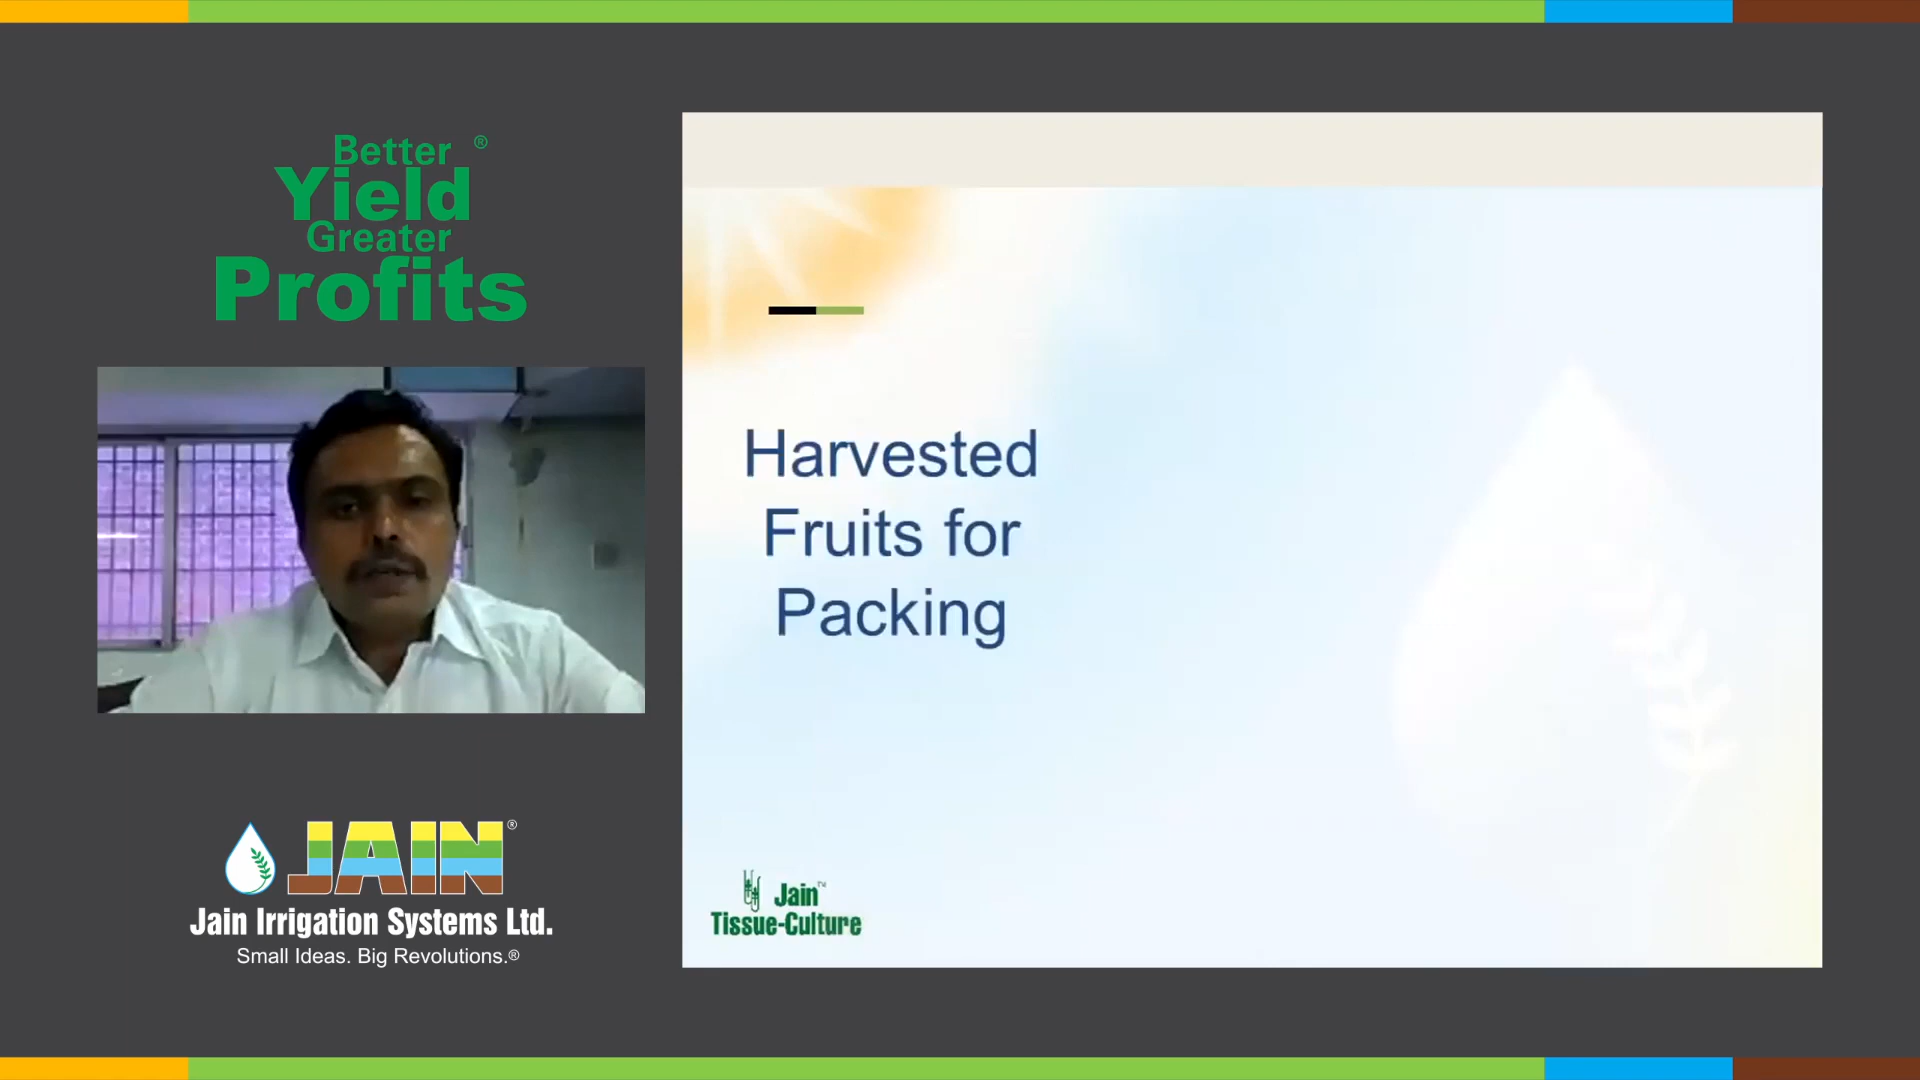 Better ®
Yield
Greater
Profits
JAIN®
Jain Irrigation Systems Ltd.
Small Ideas. Big Revolutions.®
Harvested
Fruits for
Packing
Jain™
Tissue-Culture